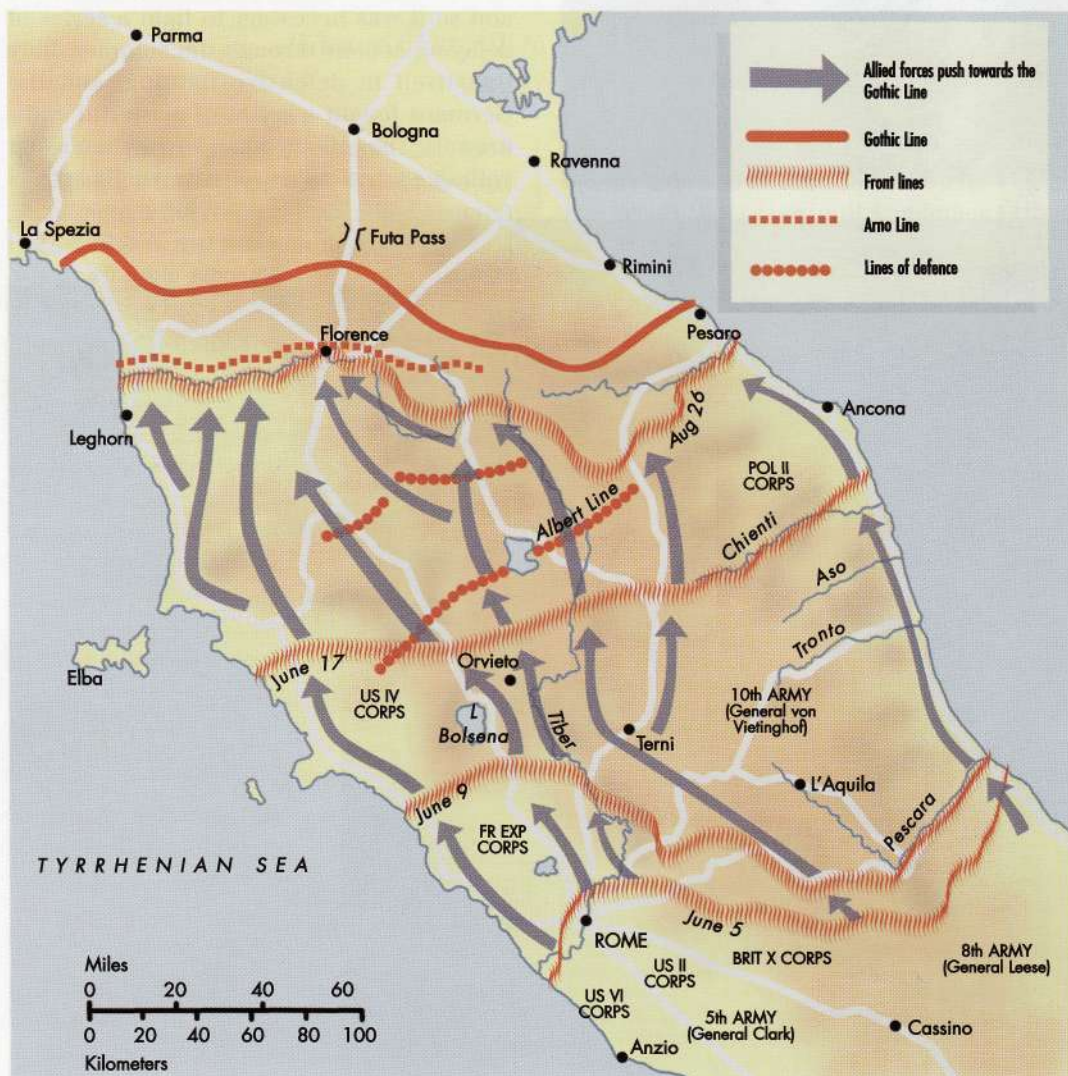 Parma
Bologna
Ravenna
La Spezia
Futa Pass
Rimini
Florence
Pesaro
Leghorn
Ancona
Aug 26
POL II
CORPS
Albert Line
Chienti
Aso
Tronto
June 17
Elba
Orvieto
US IV
CORPS
L
Bolsena
Tiber
Terni
10th ARMY
(General von
Vietinghof)
L'Aquila
June 9
Pescara
FR EXP
CORPS
TYRRHENIAN SEA
June 5
ROME
BRIT X CORPS
8th ARMY
(General Leese)
US II
CORPS
US VI
CORPS
5th ARMY
(General Clark)
Cassino
Anzio
Allied forces push towards the
Gothic Line
Gothic Line
Front lines
Arno Line
Lines of defence
Miles
0 20 40 60
0 20 40 60 80 100
Kilometers